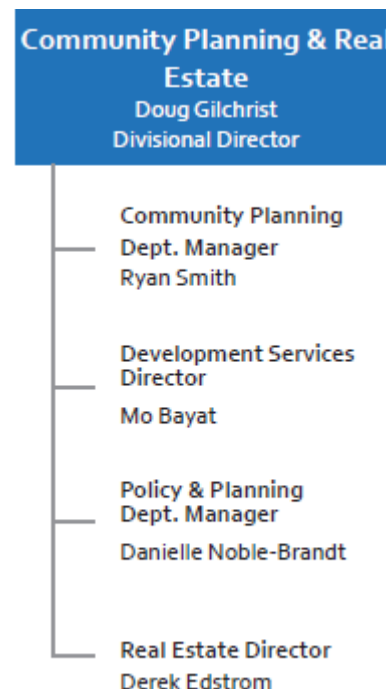 Community Planning & Real
Estate
Doug Gilchrist
Divisional Director
Community Planning
Dept. Manager
Ryan Smith
Development Services
Director
Mo Bayat
Policy & Planning
Dept. Manager
Danielle Noble-Brandt
Real Estate Director
Derek Edstrom